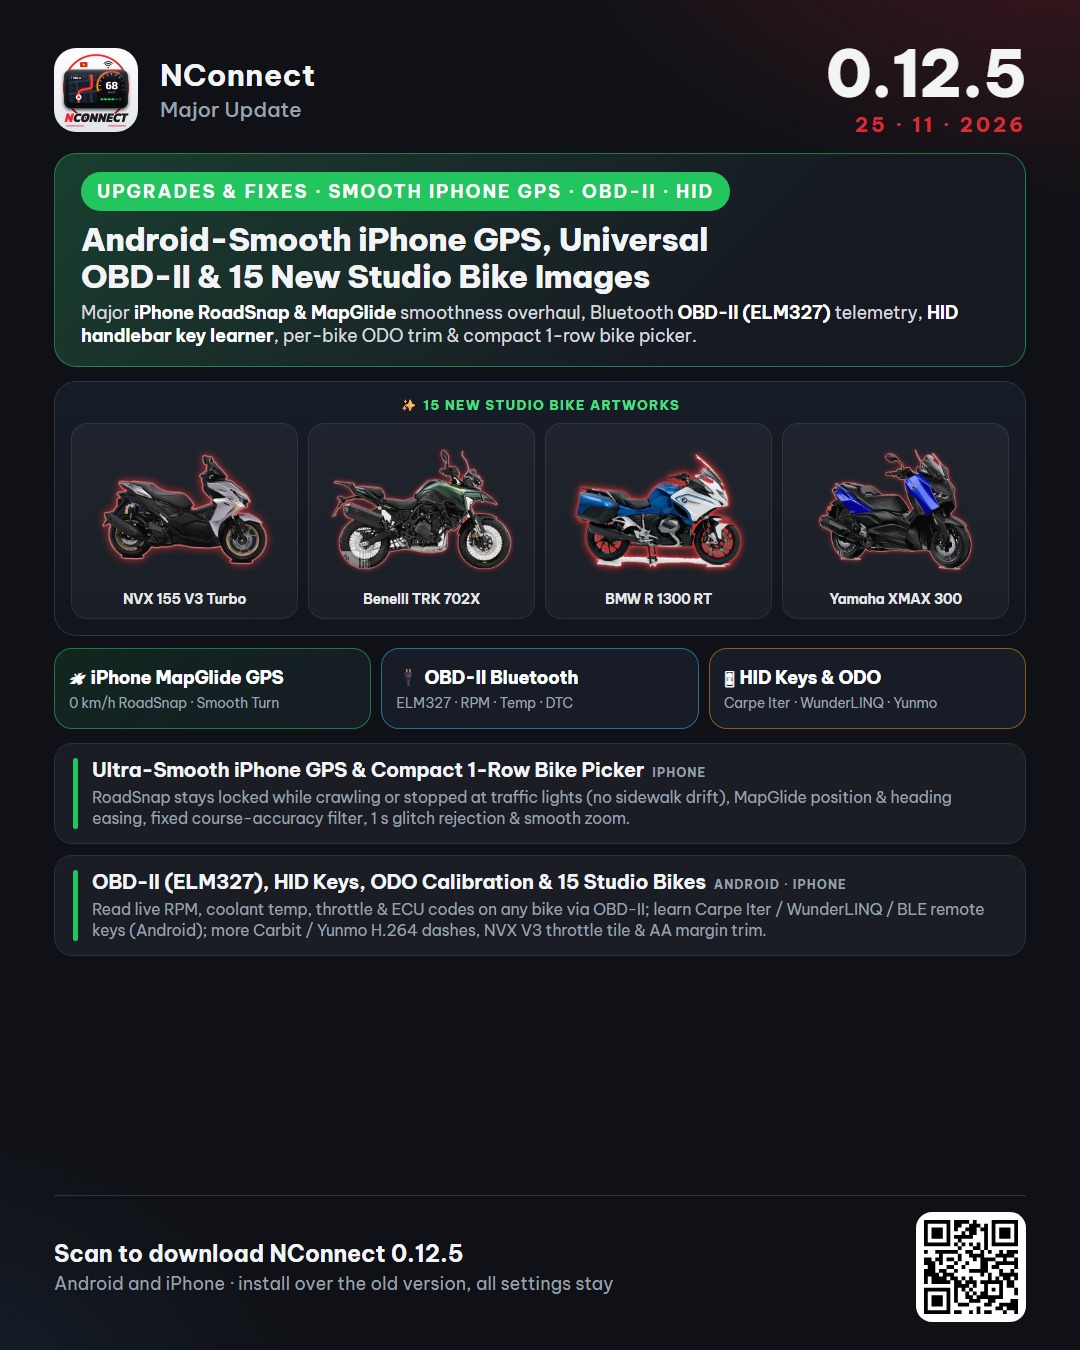 NConnect
Major Update
0.12.5
25 · 11 · 2026
68
NCONNECT
UPGRADES & FIXES · SMOOTH IPHONE GPS · OBD-II · HID
Android-Smooth iPhone GPS, Universal
OBD-II & 15 New Studio Bike Images
Major iPhone RoadSnap & MapGlide smoothness overhaul, Bluetooth OBD-II (ELM327) telemetry, HID
handlebar key learner, per-bike ODO trim & compact 1-row bike picker.
✨ 15 NEW STUDIO BIKE ARTWORKS
NVX 155 V3 Turbo
Benelli TRK 702X
BMW R 1300 RT
Yamaha XMAX 300
iPhone MapGlide GPS
0 km/h RoadSnap · Smooth Turn
OBD-II Bluetooth
ELM327 · RPM · Temp · DTC
HID Keys & ODO
Carpe Iter · WunderLINQ · Yunmo
Ultra-Smooth iPhone GPS & Compact 1-Row Bike Picker IPHONE
RoadSnap stays locked while crawling or stopped at traffic lights (no sidewalk drift), MapGlide position & heading
easing, fixed course-accuracy filter, 1 s glitch rejection & smooth zoom.
OBD-II (ELM327), HID Keys, ODO Calibration & 15 Studio Bikes ANDROID · IPHONE
Read live RPM, coolant temp, throttle & ECU codes on any bike via OBD-II; learn Carpe Iter / WunderLINQ / BLE remote
keys (Android); more Carbit / Yunmo H.264 dashes, NVX V3 throttle tile & AA margin trim.
Scan to download NConnect 0.12.5
Android and iPhone · install over the old version, all settings stay